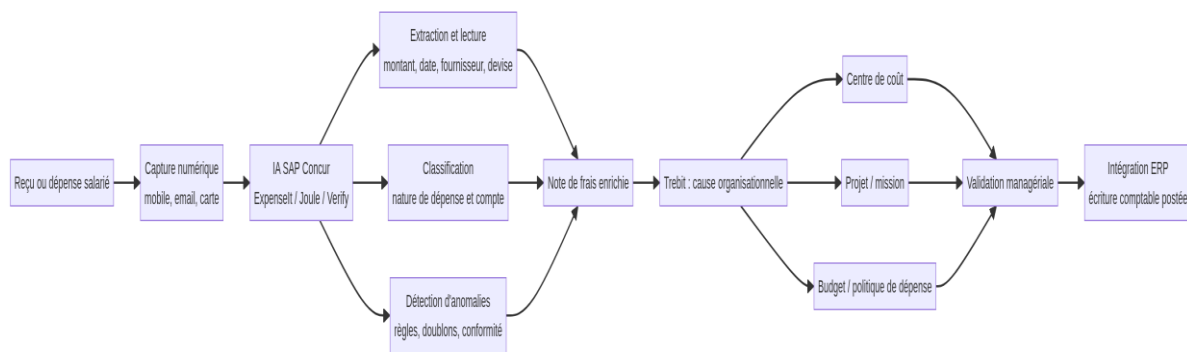 Reçu ou dépense salarié
Capture numérique
mobile, email, carte
IA SAP Concur
ExpenseIt / Joule / Verify
Extraction et lecture
montant, date, fournisseur, devise
Classification
nature de dépense et compte
Détection d'anomalies
règles, doublons, conformité
Note de frais enrichie
Trebit : cause organisationnelle
Centre de coût
Projet / mission
Budget / politique de dépense
Validation managériale
Intégration ERP
écriture comptable postée